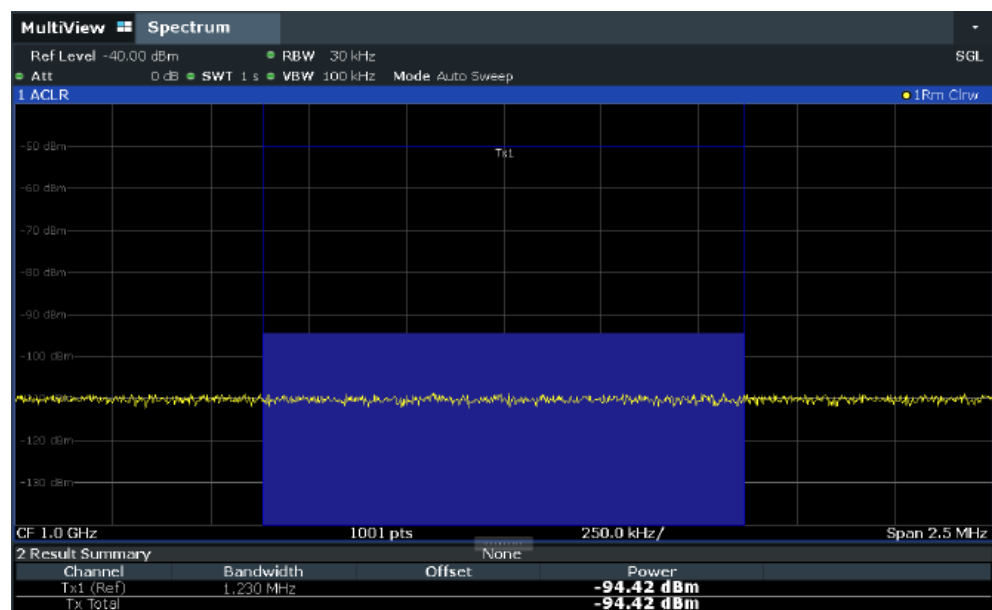 MultiView Spectrum
Ref Level -40.00 dBm RBW 30 kHz SGL
Att 0 dB SWT 1 s VBW 100 kHz Mode Auto Sweep
1 ACLR 1Rm Clrw
-50 dBm
Tx1
-60 dBm
-70 dBm
-80 dBm
-90 dBm
-100 dBm
-120 dBm
-130 dBm
CF 1.0 GHz 1001 pts 250.0 kHz/ Span 2.5 MHz
2 Result Summary None
Channel Bandwidth Offset Power
Tx1 (Ref) 1.230 MHz -94.42 dBm
Tx Total -94.42 dBm